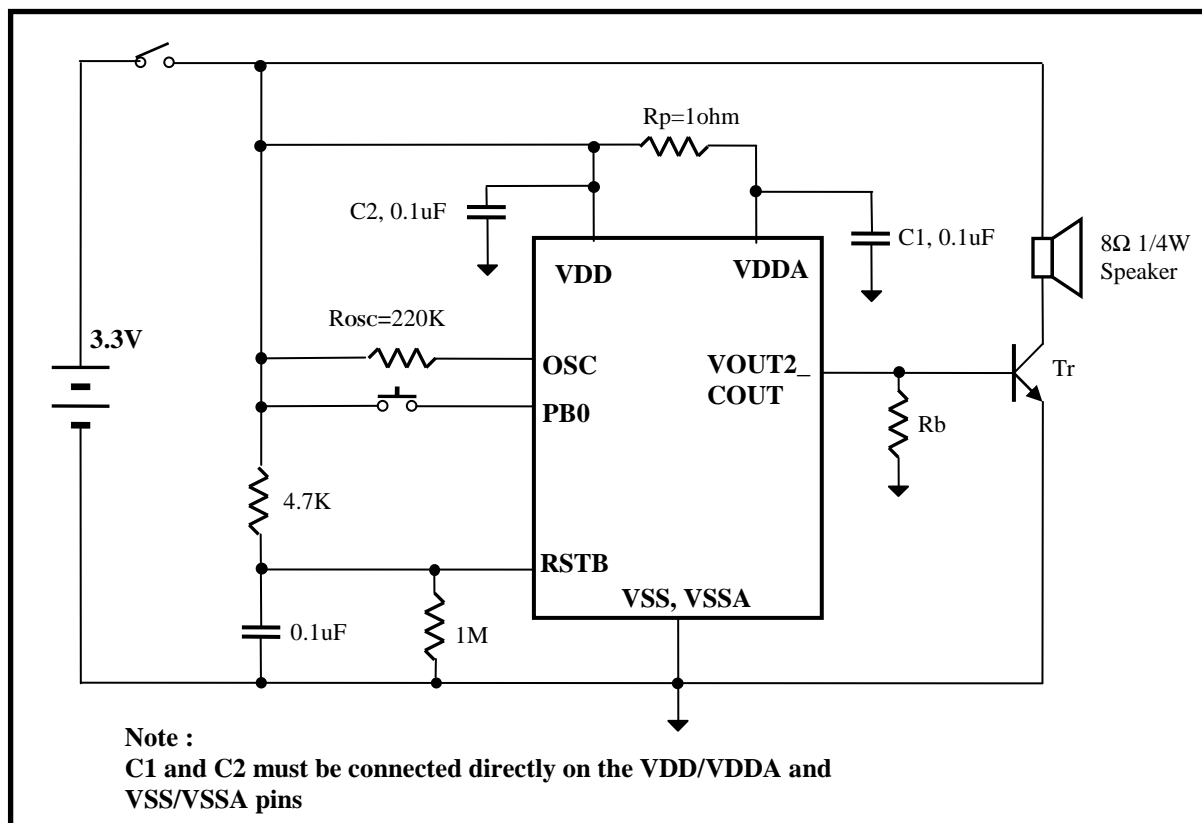 Rp=1ohm
C2, 0.1uF
C1, 0.1uF
8Ω 1/4W
Speaker
VDD
VDDA
Rosc=220K
3.3V
OSC
VOUT2_
COUT
Tr
PB0
Rb
4.7K
RSTB
VSS, VSSA
0.1uF
1M
Note :
C1 and C2 must be connected directly on the VDD/VDDA and
VSS/VSSA pins